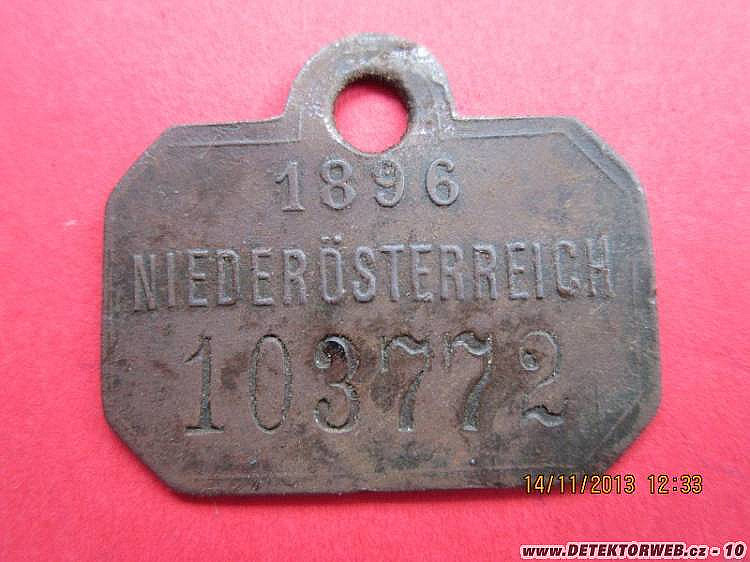 1896
NIEDERÖSTERREICH
103772
14/11/2013 12:33
www.DETEKTORWEB.cz - 10